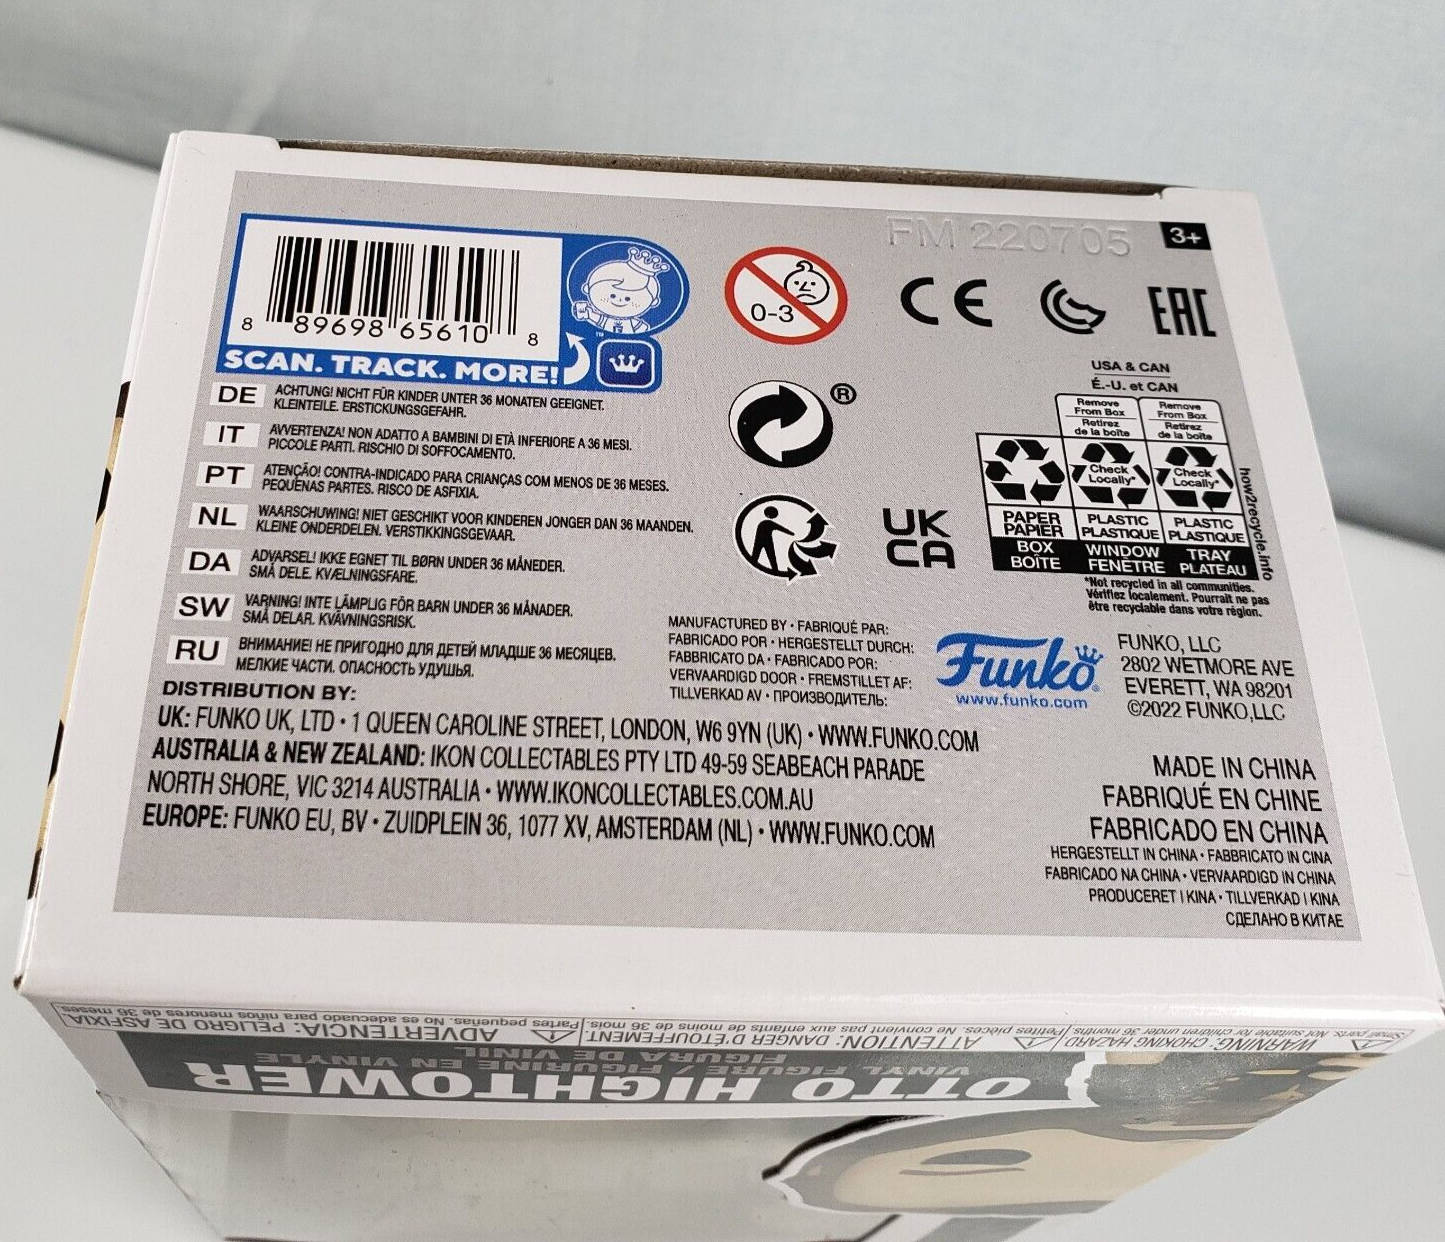 FM 220705
3+
8 89698 65610 8
SCAN. TRACK. MORE!
™
0-3
CE
EAC
DE ACHTUNG! NICHT FÜR KINDER UNTER 36 MONATEN GEEIGNET.
KLEINTEILE. ERSTICKUNGSGEFAHR.
IT AVVERTENZA! NON ADATTO A BAMBINI DI ETÀ INFERIORE A 36 MESI.
PICCOLE PARTI. RISCHIO DI SOFFOCAMENTO.
PT ATENÇÃO! CONTRA-INDICADO PARA CRIANÇAS COM MENOS DE 36 MESES.
PEQUENAS PARTES. RISCO DE ASFIXIA.
NL WAARSCHUWING! NIET GESCHIKT VOOR KINDEREN JONGER DAN 36 MAANDEN.
KLEINE ONDERDELEN. VERSTIKKINGSGEVAAR.
DA ADVARSEL! IKKE EGNET TIL BØRN UNDER 36 MÅNEDER.
SMÅ DELE. KVÆLNINGSFARE.
SW VARNING! INTE LÄMPLIG FÖR BARN UNDER 36 MÅNADER.
SMÅ DELAR. KVÄVNINGSRISK.
RU ВНИМАНИЕ! НЕ ПРИГОДНО ДЛЯ ДЕТЕЙ МЛАДШЕ 36 МЕСЯЦЕВ.
МЕЛКИЕ ЧАСТИ. ОПАСНОСТЬ УДУШЬЯ.
®
UK
CA
USA & CAN
É.-U. et CAN
Remove
From Box
Retirez
de la boîte
Remove
From Box
Retirez
de la boîte
Check
Locally*
Check
Locally*
PAPER
PAPIER
PLASTIC
PLASTIQUE
PLASTIC
PLASTIQUE
BOX
BOÎTE
WINDOW
FENÊTRE
TRAY
PLATEAU
how2recycle.info
*Not recycled in all communities.
Vérifiez localement. Pourrait ne pas
être recyclable dans votre région.
MANUFACTURED BY • FABRIQUÉ PAR:
FABRICADO POR • HERGESTELLT DURCH:
FABBRICATO DA • FABRICADO POR:
VERVAARDIGD DOOR • FREMSTILLET AF:
TILLVERKAD AV • ПРОИЗВОДИТЕЛЬ:
Funko®
www.funko.com
FUNKO, LLC
2802 WETMORE AVE
EVERETT, WA 98201
©2022 FUNKO,LLC
DISTRIBUTION BY:
UK: FUNKO UK, LTD • 1 QUEEN CAROLINE STREET, LONDON, W6 9YN (UK) • WWW.FUNKO.COM
AUSTRALIA & NEW ZEALAND: IKON COLLECTABLES PTY LTD 49-59 SEABEACH PARADE
NORTH SHORE, VIC 3214 AUSTRALIA • WWW.IKONCOLLECTABLES.COM.AU
EUROPE: FUNKO EU, BV • ZUIDPLEIN 36, 1077 XV, AMSTERDAM (NL) • WWW.FUNKO.COM
MADE IN CHINA
FABRIQUÉ EN CHINE
FABRICADO EN CHINA
HERGESTELLT IN CHINA • FABBRICATO IN CINA
FABRICADO NA CHINA • VERVAARDIGD IN CHINA
PRODUCERET I KINA • TILLVERKAD I KINA
СДЕЛАНО В КИТАЕ
WARNING: CHOKING HAZARD Small parts. Not suitable for children under 36 months.
ATTENTION: DANGER D'ÉTOUFFEMENT. Petites pièces. Ne convient pas aux enfants de moins de 36 mois.
ADVERTENCIA: PELIGRO DE ASFIXIA. Partes pequeñas. No es adecuado para niños menores de 36 meses.
OTTO HIGHTOWER
VINYL FIGURE / FIGURINE EN VINYLE
FIGURA DE VINIL